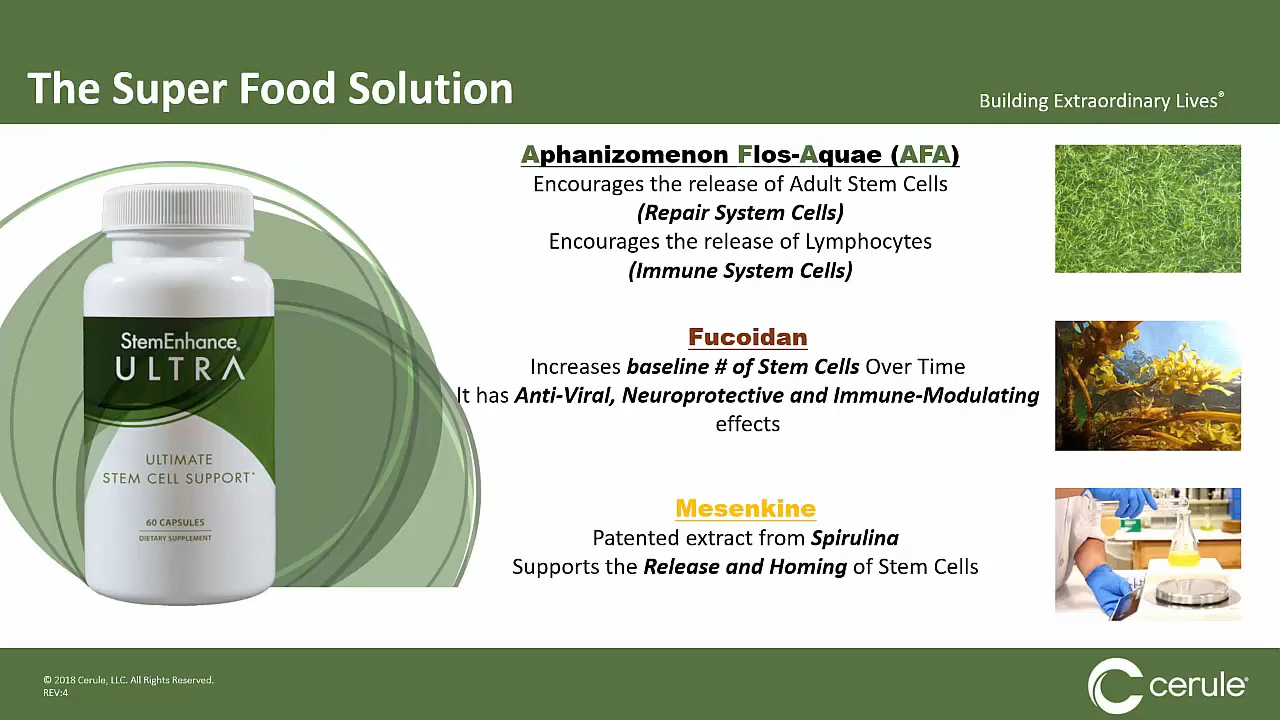 The Super Food Solution
Building Extraordinary Lives®
Aphanizomenon Flos-Aquae (AFA)
Encourages the release of Adult Stem Cells
(Repair System Cells)
Encourages the release of Lymphocytes
(Immune System Cells)
StemEnhance®
ULTRA
ULTIMATE
STEM CELL SUPPORT*
60 CAPSULES
DIETARY SUPPLEMENT
Fucoidan
Increases baseline # of Stem Cells Over Time
It has Anti-Viral, Neuroprotective and Immune-Modulating
effects
Mesenkine
Patented extract from Spirulina
Supports the Release and Homing of Stem Cells
© 2018 Cerule, LLC. All Rights Reserved.
REV:4
cerule®